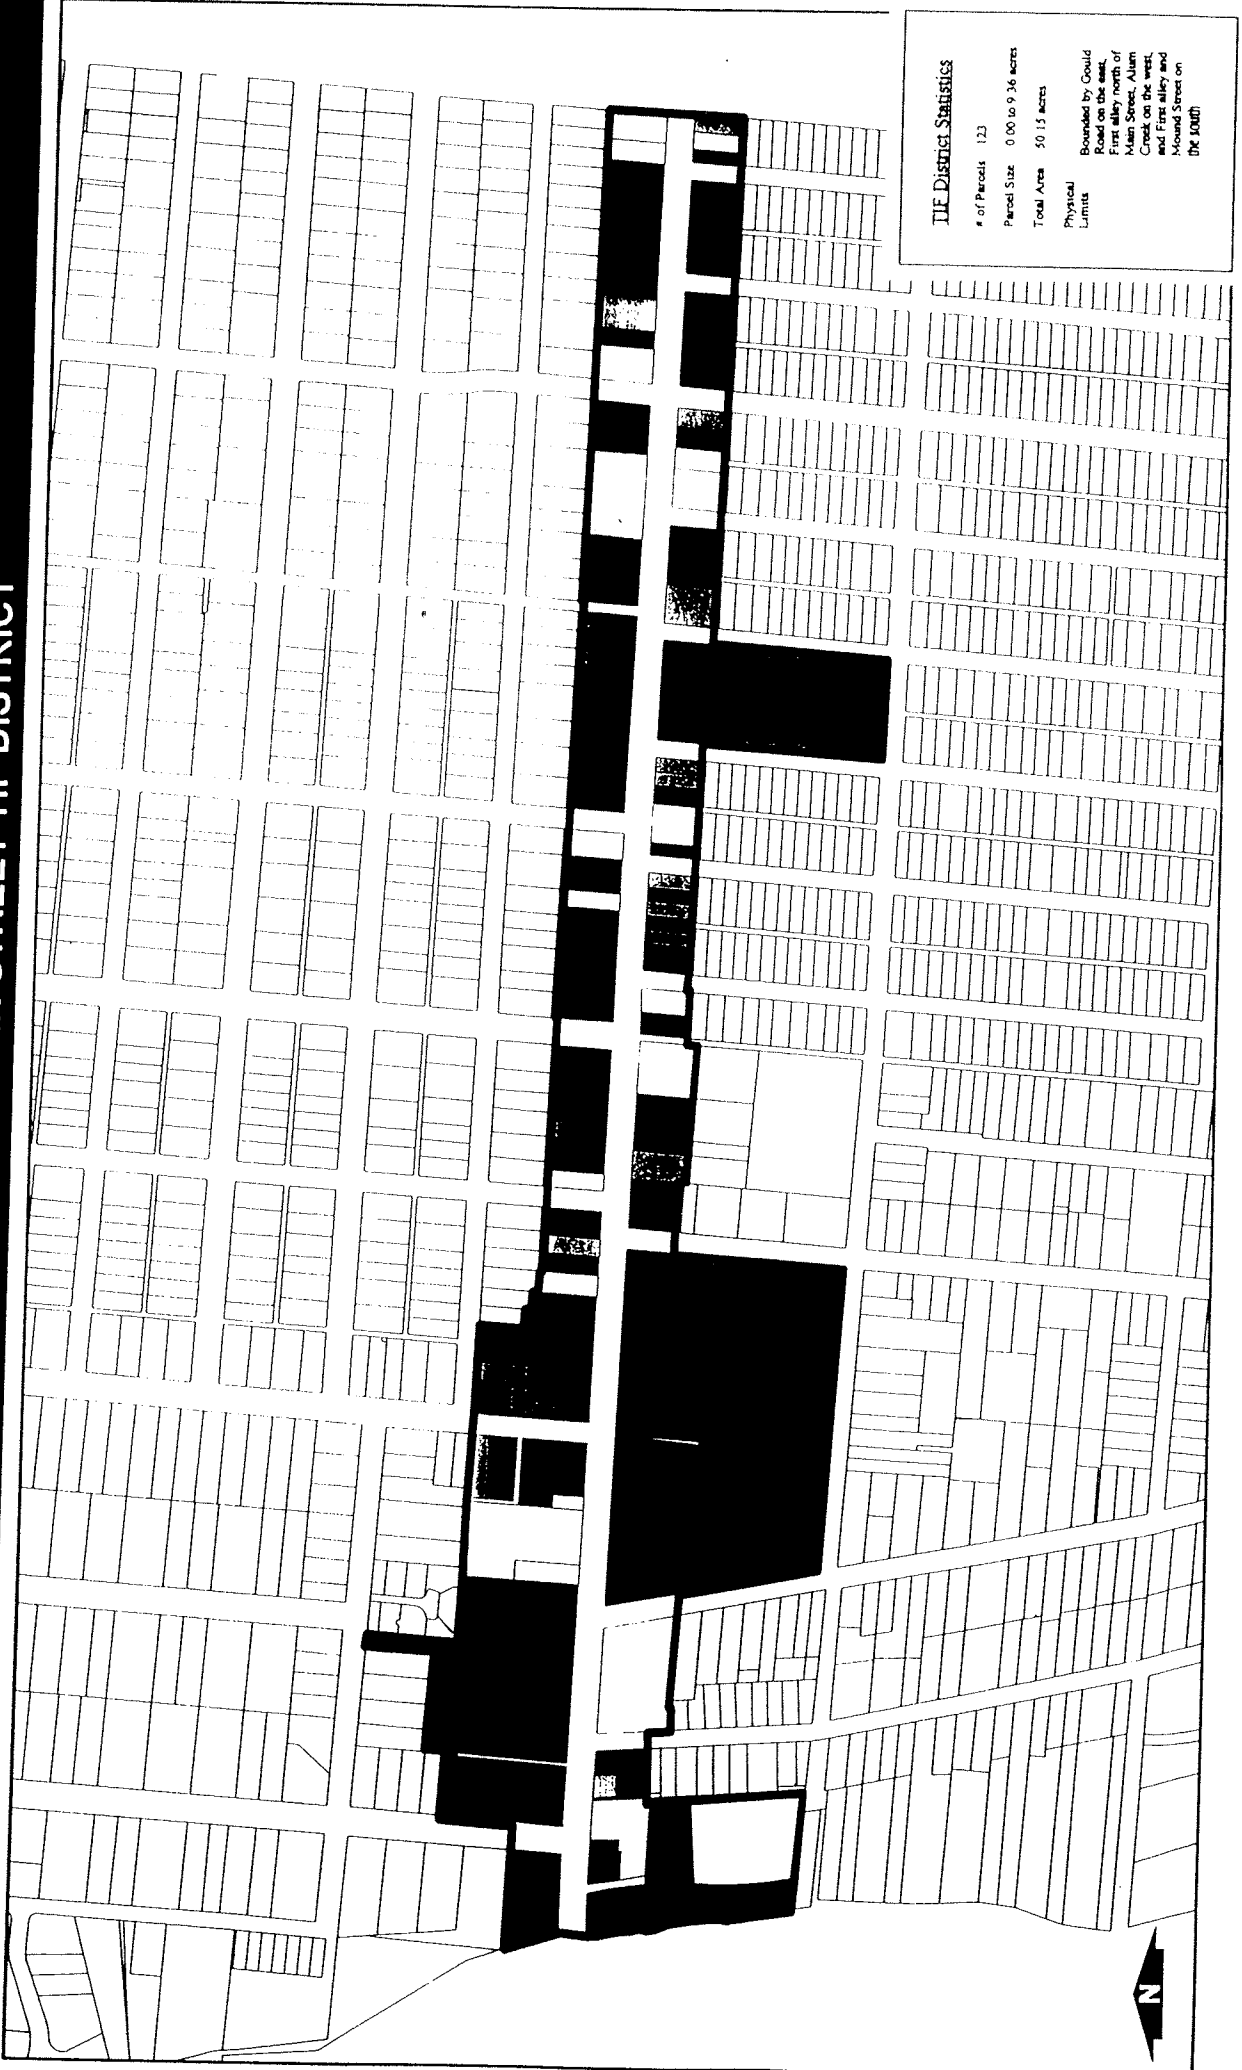 TIF DISTRICT
TIF District Statistics
# of Parcels 123
Parcel Size 0 00 to 9 36 acres
Total Area 50 15 acres
Physical
Limits
Bounded by Gould
Road on the east,
First alley north of
Main Street, Alum
Creek on the west,
and First alley and
Mound Street on
the south
N